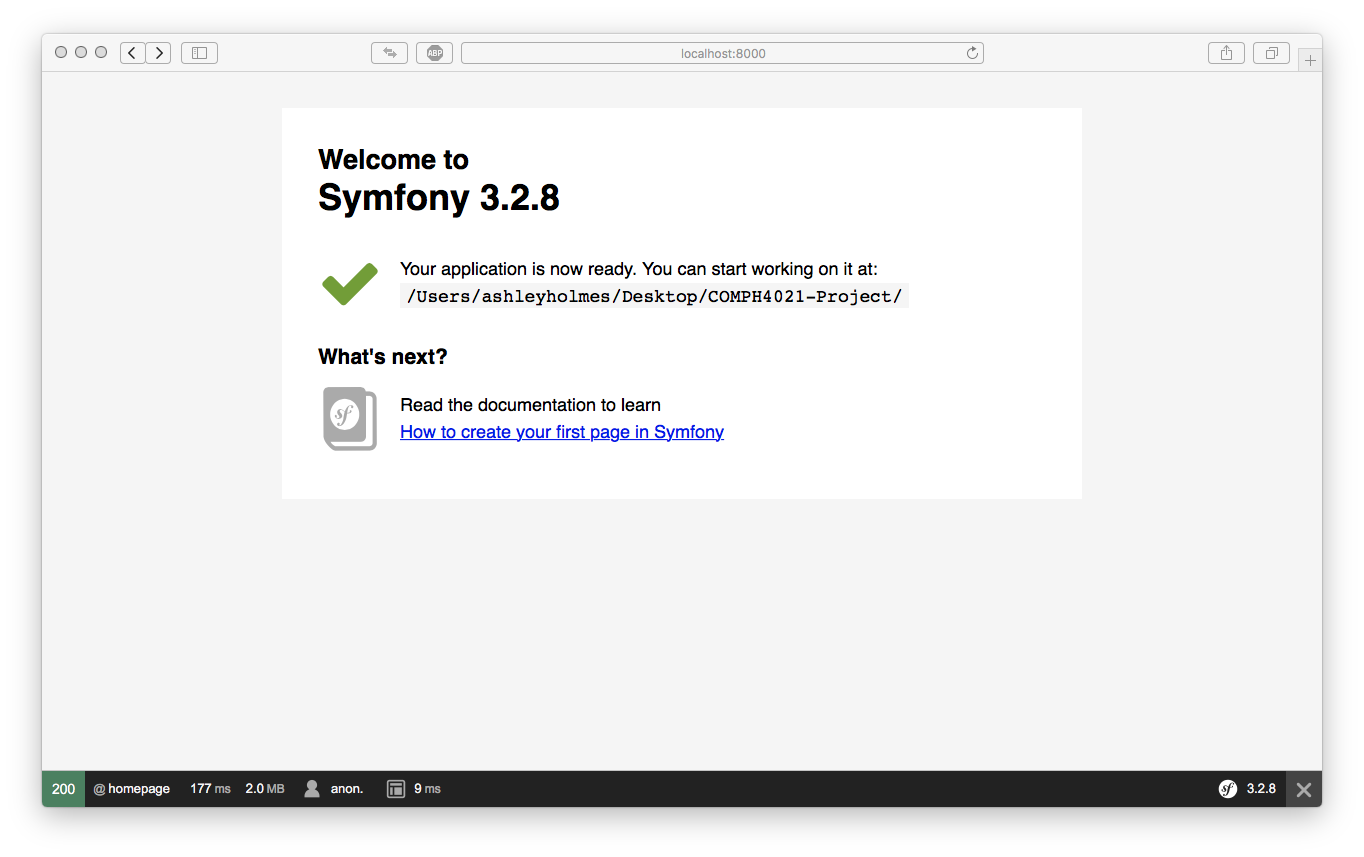 ABP
localhost:8000
Welcome to
Symfony 3.2.8
Your application is now ready. You can start working on it at:
/Users/ashleyholmes/Desktop/COMPH4021-Project/
What's next?
sf
Read the documentation to learn
How to create your first page in Symfony
200 @ homepage 177 ms 2.0 MB anon. 9 ms sf 3.2.8